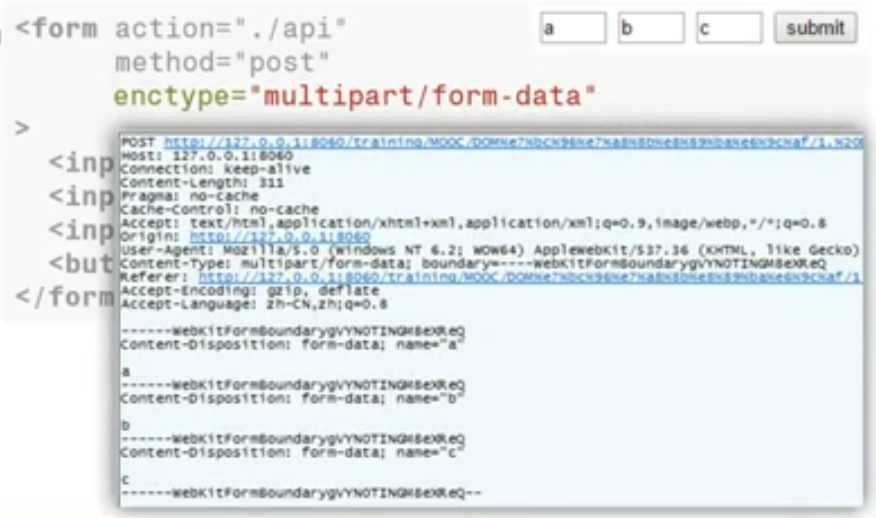 <form action="./api"
a
b
c
submit
method="post"
enctype="multipart/form-data"
>
<inp
<inp
<inp
<but
</form
POST http://127.0.0.1:8060/training/MOOC/DOM%e7%bc%96%e7%a8%8b%e8%89%ba%e6%9c%af/1.%20
Host: 127.0.0.1:8060
Connection: keep-alive
Content-Length: 311
Pragma: no-cache
Cache-Control: no-cache
Accept: text/html,application/xhtml+xml,application/xml;q=0.9,image/webp,*/*;q=0.8
Origin: http://127.0.0.1:8060
User-Agent: Mozilla/5.0 (Windows NT 6.2; WOW64) AppleWebKit/537.36 (KHTML, like Gecko)
Content-Type: multipart/form-data; boundary=----WebKitFormBoundarygVYNOTINGM8eXReQ
Referer: http://127.0.0.1:8060/training/MOOC/DOM%e7%bc%96%e7%a8%8b%e8%89%ba%e6%9c%af/1
Accept-Encoding: gzip, deflate
Accept-Language: zh-CN,zh;q=0.8
------WebKitFormBoundarygVYNOTINGM8eXReQ
Content-Disposition: form-data; name="a"
a
------WebKitFormBoundarygVYNOTINGM8eXReQ
Content-Disposition: form-data; name="b"
b
------WebKitFormBoundarygVYNOTINGM8eXReQ
Content-Disposition: form-data; name="c"
c
------WebKitFormBoundarygVYNOTINGM8eXReQ--